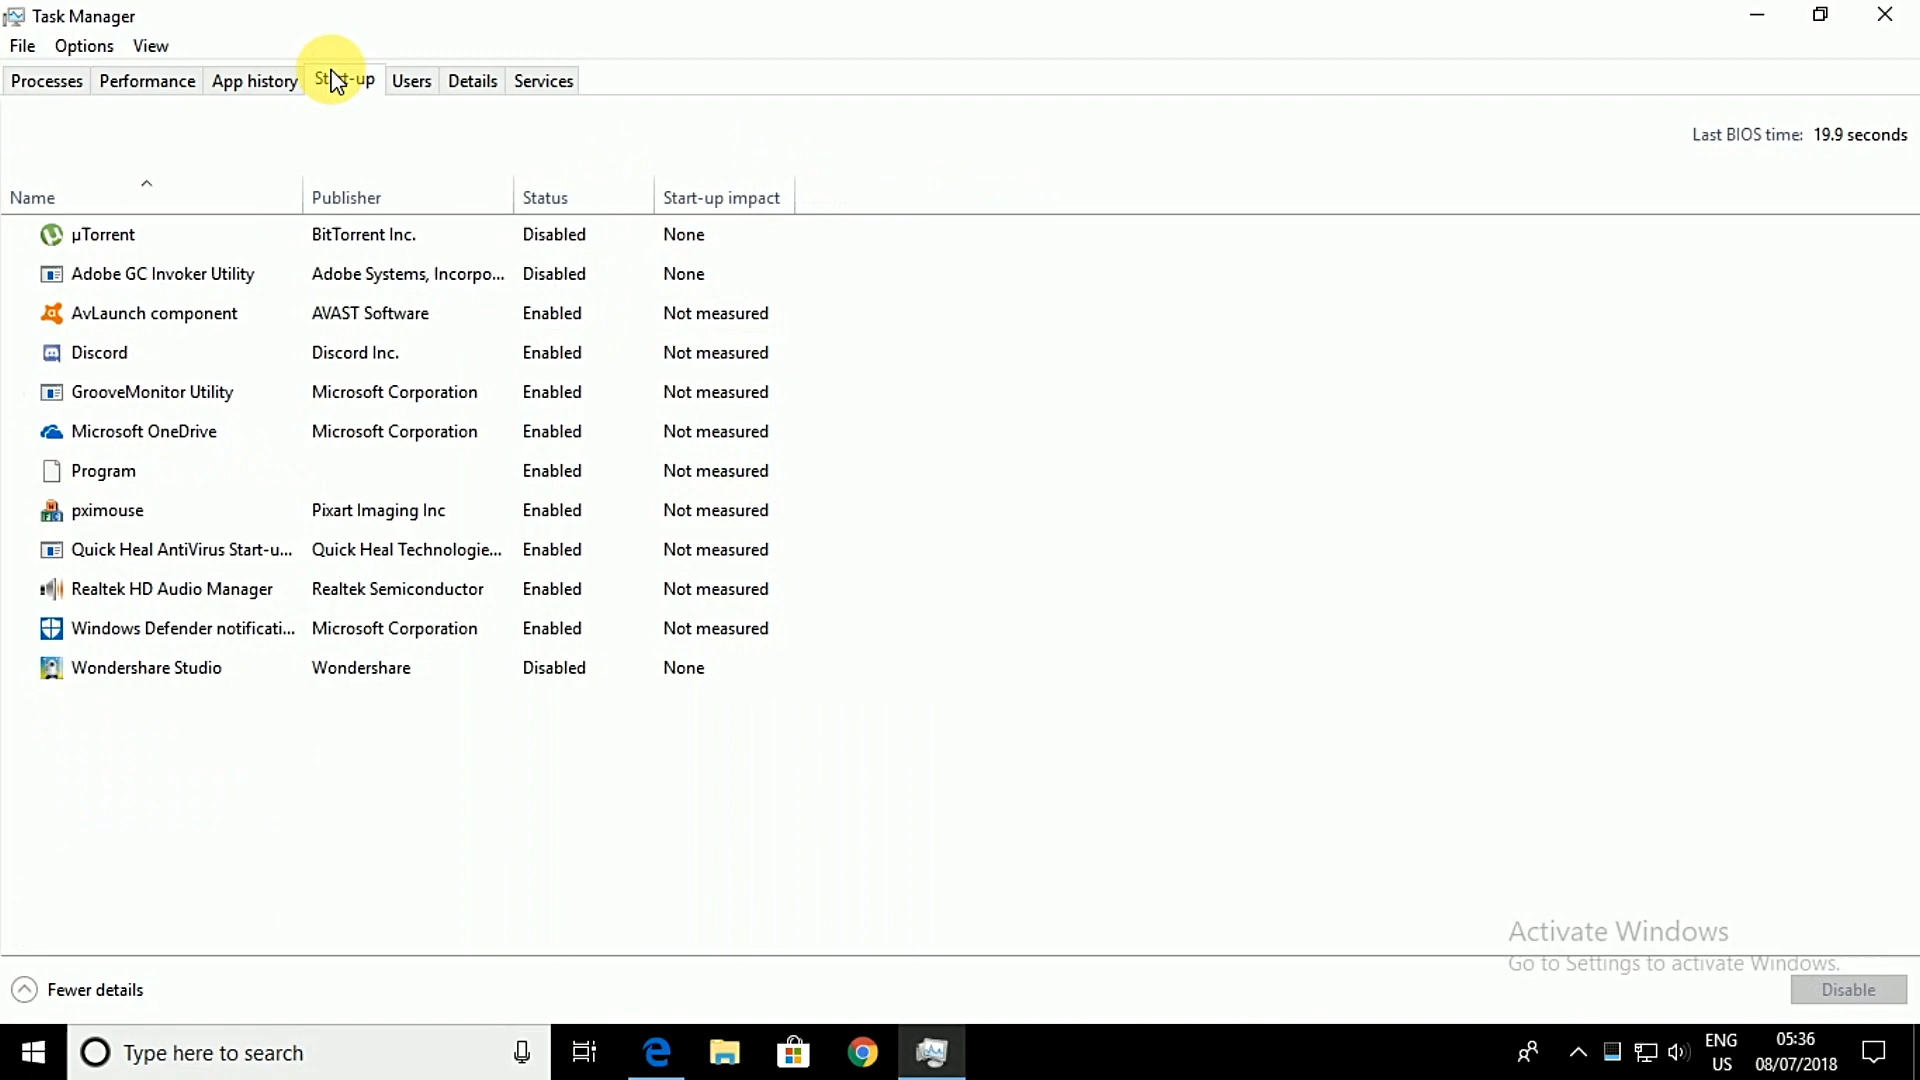 Task Manager
File Options View
Processes Performance App history Start-up Users Details Services
Last BIOS time: 19.9 seconds
Name Publisher Status Start-up impact
µTorrent BitTorrent Inc. Disabled None
Adobe GC Invoker Utility Adobe Systems, Incorpo... Disabled None
AvLaunch component AVAST Software Enabled Not measured
Discord Discord Inc. Enabled Not measured
GrooveMonitor Utility Microsoft Corporation Enabled Not measured
Microsoft OneDrive Microsoft Corporation Enabled Not measured
Program Enabled Not measured
pximouse Pixart Imaging Inc Enabled Not measured
Quick Heal AntiVirus Start-u... Quick Heal Technologie... Enabled Not measured
Realtek HD Audio Manager Realtek Semiconductor Enabled Not measured
Windows Defender notificati... Microsoft Corporation Enabled Not measured
Wondershare Studio Wondershare Disabled None
Activate Windows
Go to Settings to activate Windows.
Fewer details Disable
Type here to search
ENG 05:36
US 08/07/2018